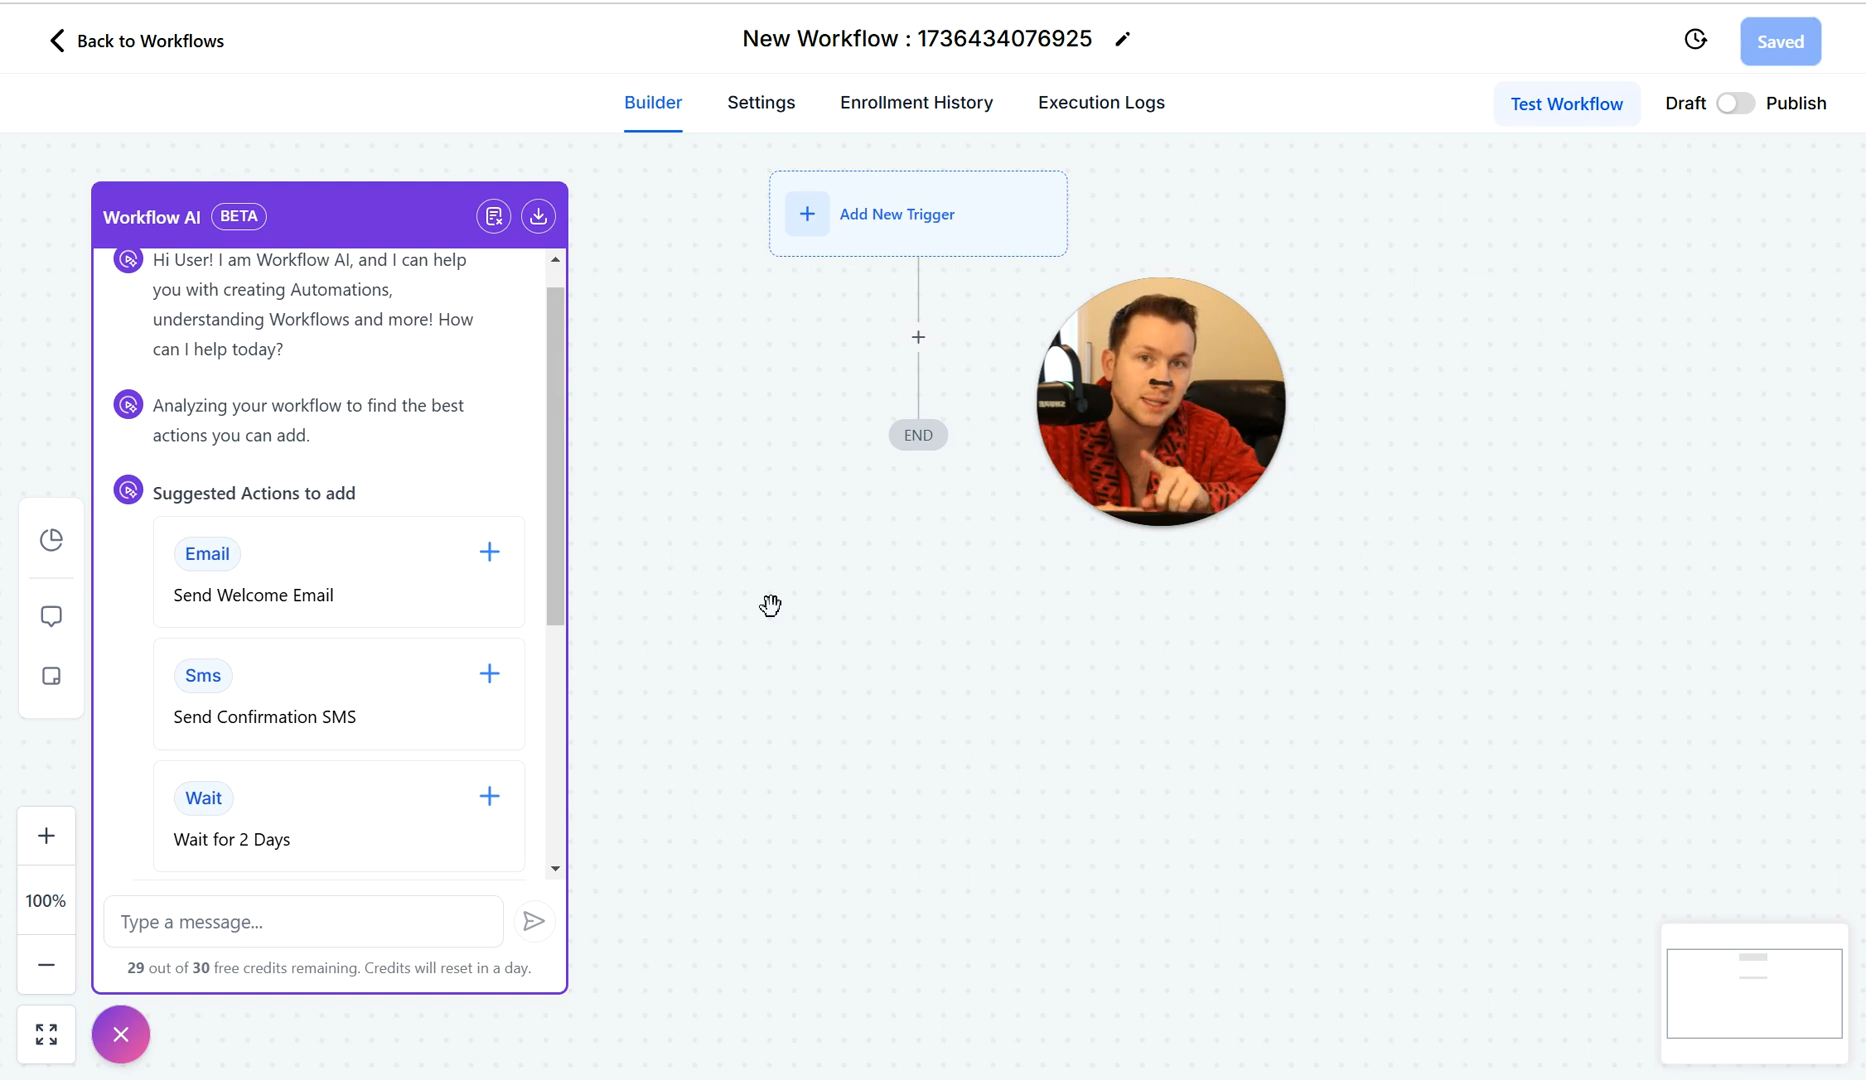 Back to Workflows
New Workflow : 1736434076925
Saved
Builder
Settings
Enrollment History
Execution Logs
Test Workflow
Draft
Publish
Workflow AI
BETA
Hi User! I am Workflow AI, and I can help
you with creating Automations,
understanding Workflows and more! How
can I help today?
Analyzing your workflow to find the best
actions you can add.
Suggested Actions to add
Email
Send Welcome Email
Sms
Send Confirmation SMS
Wait
Wait for 2 Days
Type a message...
29 out of 30 free credits remaining. Credits will reset in a day.
100%
Add New Trigger
END